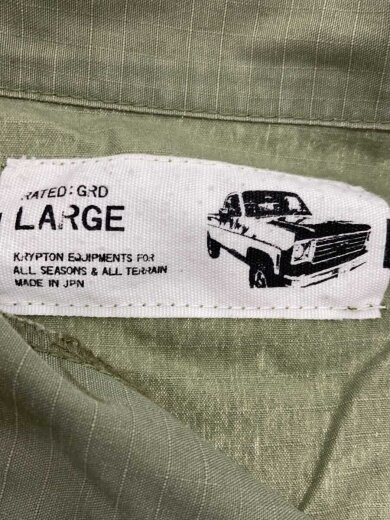 RATED:GRD
LARGE
KRYPTON EQUIPMENTS FOR
ALL SEASONS & ALL TERRAIN
MADE IN JPN